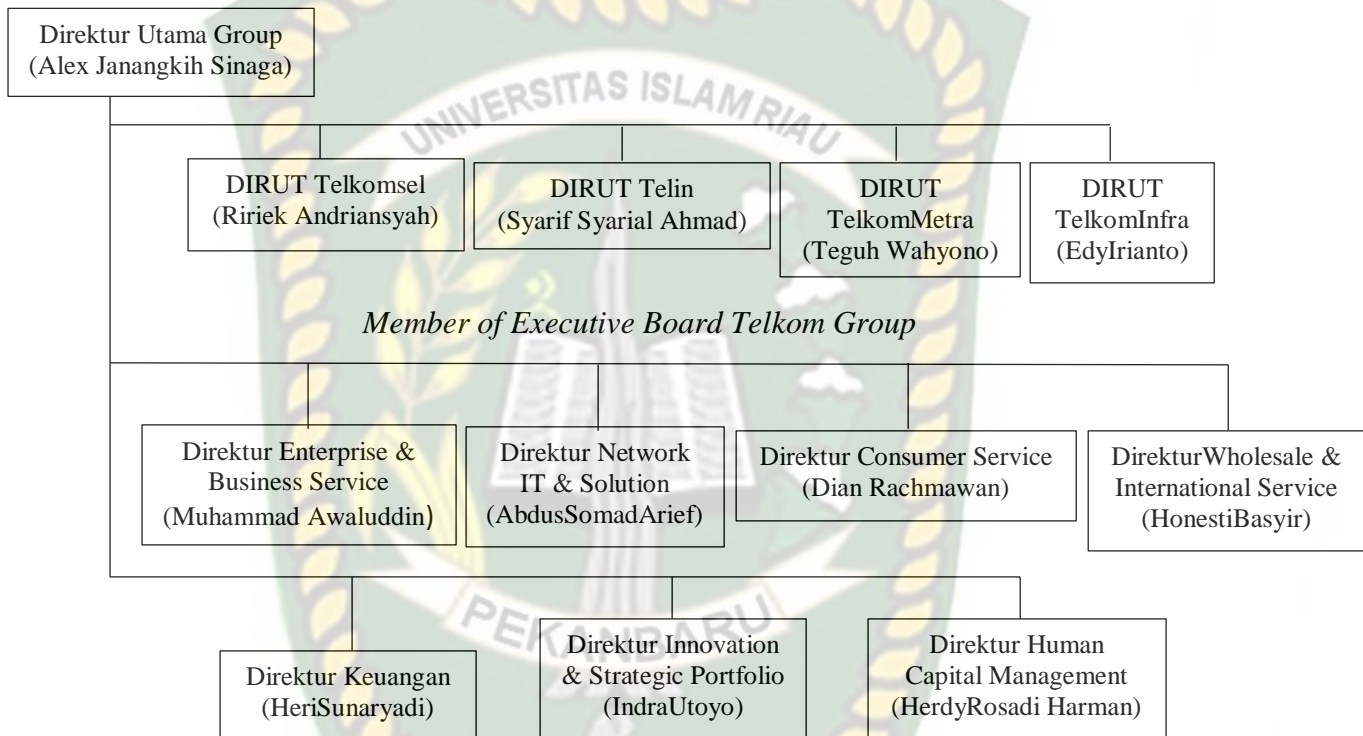 Direktur Utama Group
(Alex Janangkih Sinaga)
UNIVERSITAS ISLAM RIAU
DIRUT Telkomsel
(Ririek Andriansyah)
DIRUT Telin
(Syarif Syarial Ahmad)
DIRUT
TelkomMetra
(Teguh Wahyono)
DIRUT
TelkomInfra
(EdyIrianto)
Member of Executive Board Telkom Group
Direktur Enterprise &
Business Service
(Muhammad Awaluddin)
Direktur Network
IT & Solution
(AbdusSomadArief)
Direktur Consumer Service
(Dian Rachmawan)
DirekturWholesale &
International Service
(HonestiBasyir)
PEKANBARU
Direktur Keuangan
(HeriSunaryadi)
Direktur Innovation
& Strategic Portfolio
(IndraUtoyo)
Direktur Human
Capital Management
(HerdyRosadi Harman)